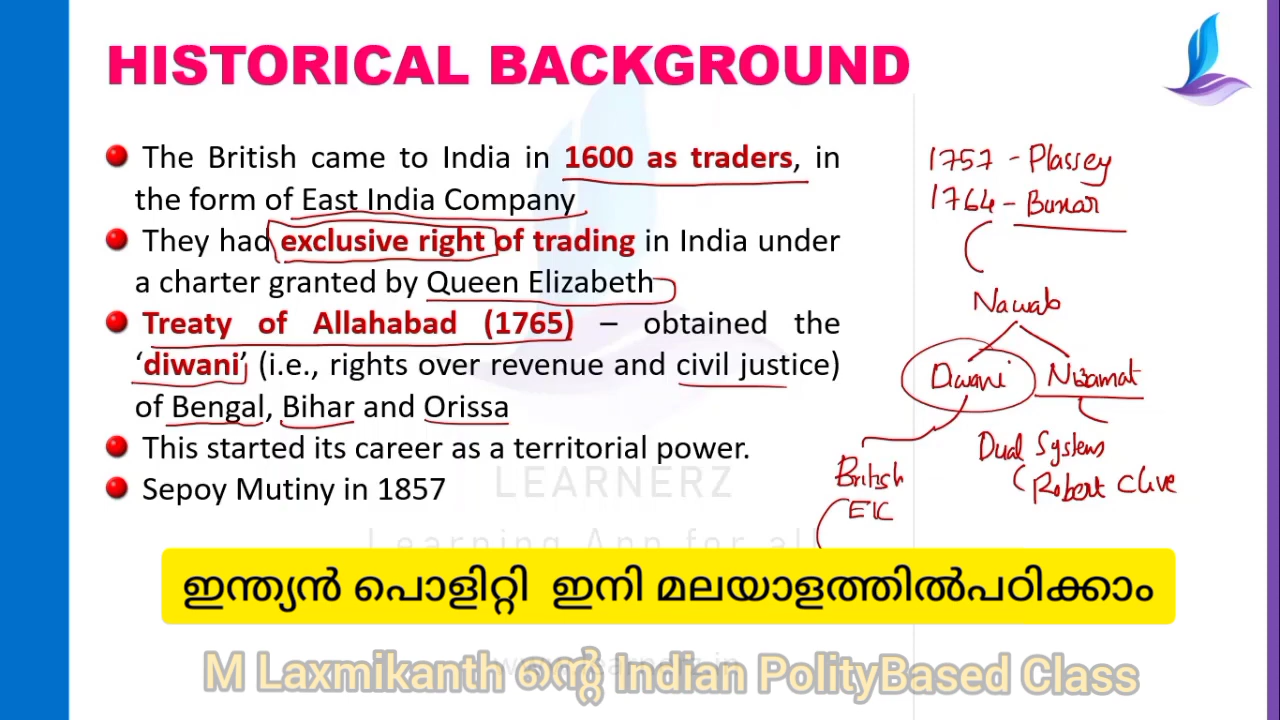 HISTORICAL BACKGROUND
The British came to India in 1600 as traders, in
the form of East India Company
They had exclusive right of trading in India under
a charter granted by Queen Elizabeth
Treaty of Allahabad (1765) – obtained the
‘diwani’ (i.e., rights over revenue and civil justice)
of Bengal, Bihar and Orissa
This started its career as a territorial power.
Sepoy Mutiny in 1857
1757 - Plassey
1764 - Buxar
Nawab
Diwani
Nizamat
Dual Systems
Robert Clive
British
EIC
LEARNERZ
Learning App for all
ഇന്ത്യൻ പൊളിറ്റി ഇനി മലയാളത്തിൽപഠിക്കാം
M Laxmikanth ന്റെ Indian PolityBased Class